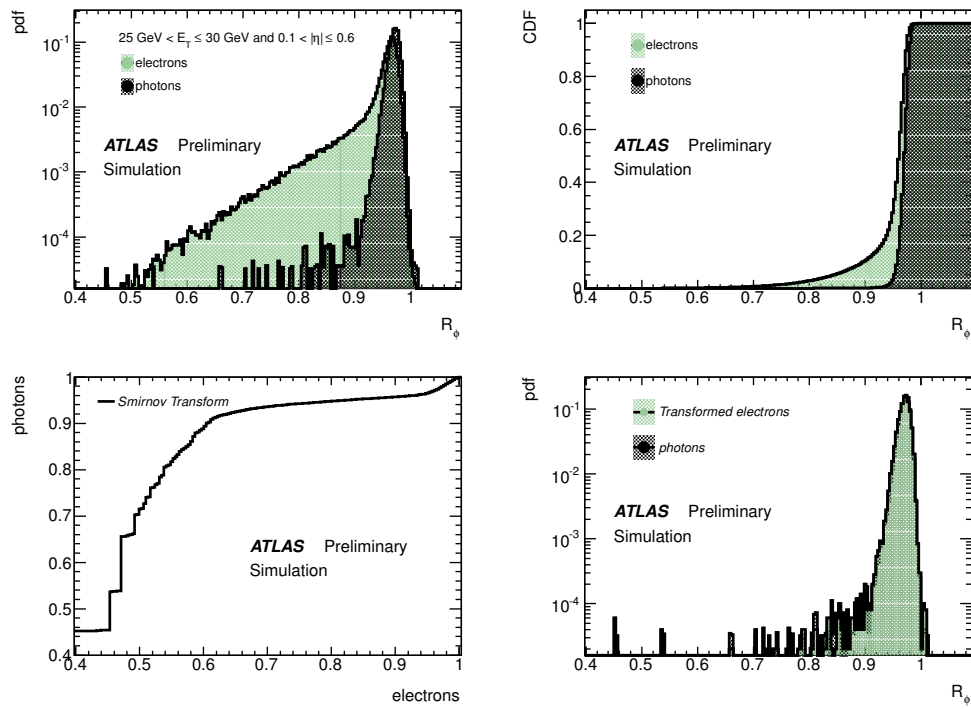 pdf
25 GeV < E_T ≤ 30 GeV and 0.1 < |η| ≤ 0.6
electrons
photons
ATLAS Preliminary
Simulation
10^-1
10^-2
10^-3
10^-4
0.4 0.5 0.6 0.7 0.8 0.9 1
R_ϕ
CDF
electrons
photons
ATLAS Preliminary
Simulation
1
0.8
0.6
0.4
0.2
0
0.4 0.5 0.6 0.7 0.8 0.9 1
R_ϕ
photons
Smirnov Transform
ATLAS Preliminary
Simulation
1
0.9
0.8
0.7
0.6
0.5
0.4
0.4 0.5 0.6 0.7 0.8 0.9 1
electrons
pdf
Transformed electrons
photons
ATLAS Preliminary
Simulation
10^-1
10^-2
10^-3
10^-4
0.4 0.5 0.6 0.7 0.8 0.9 1
R_ϕ